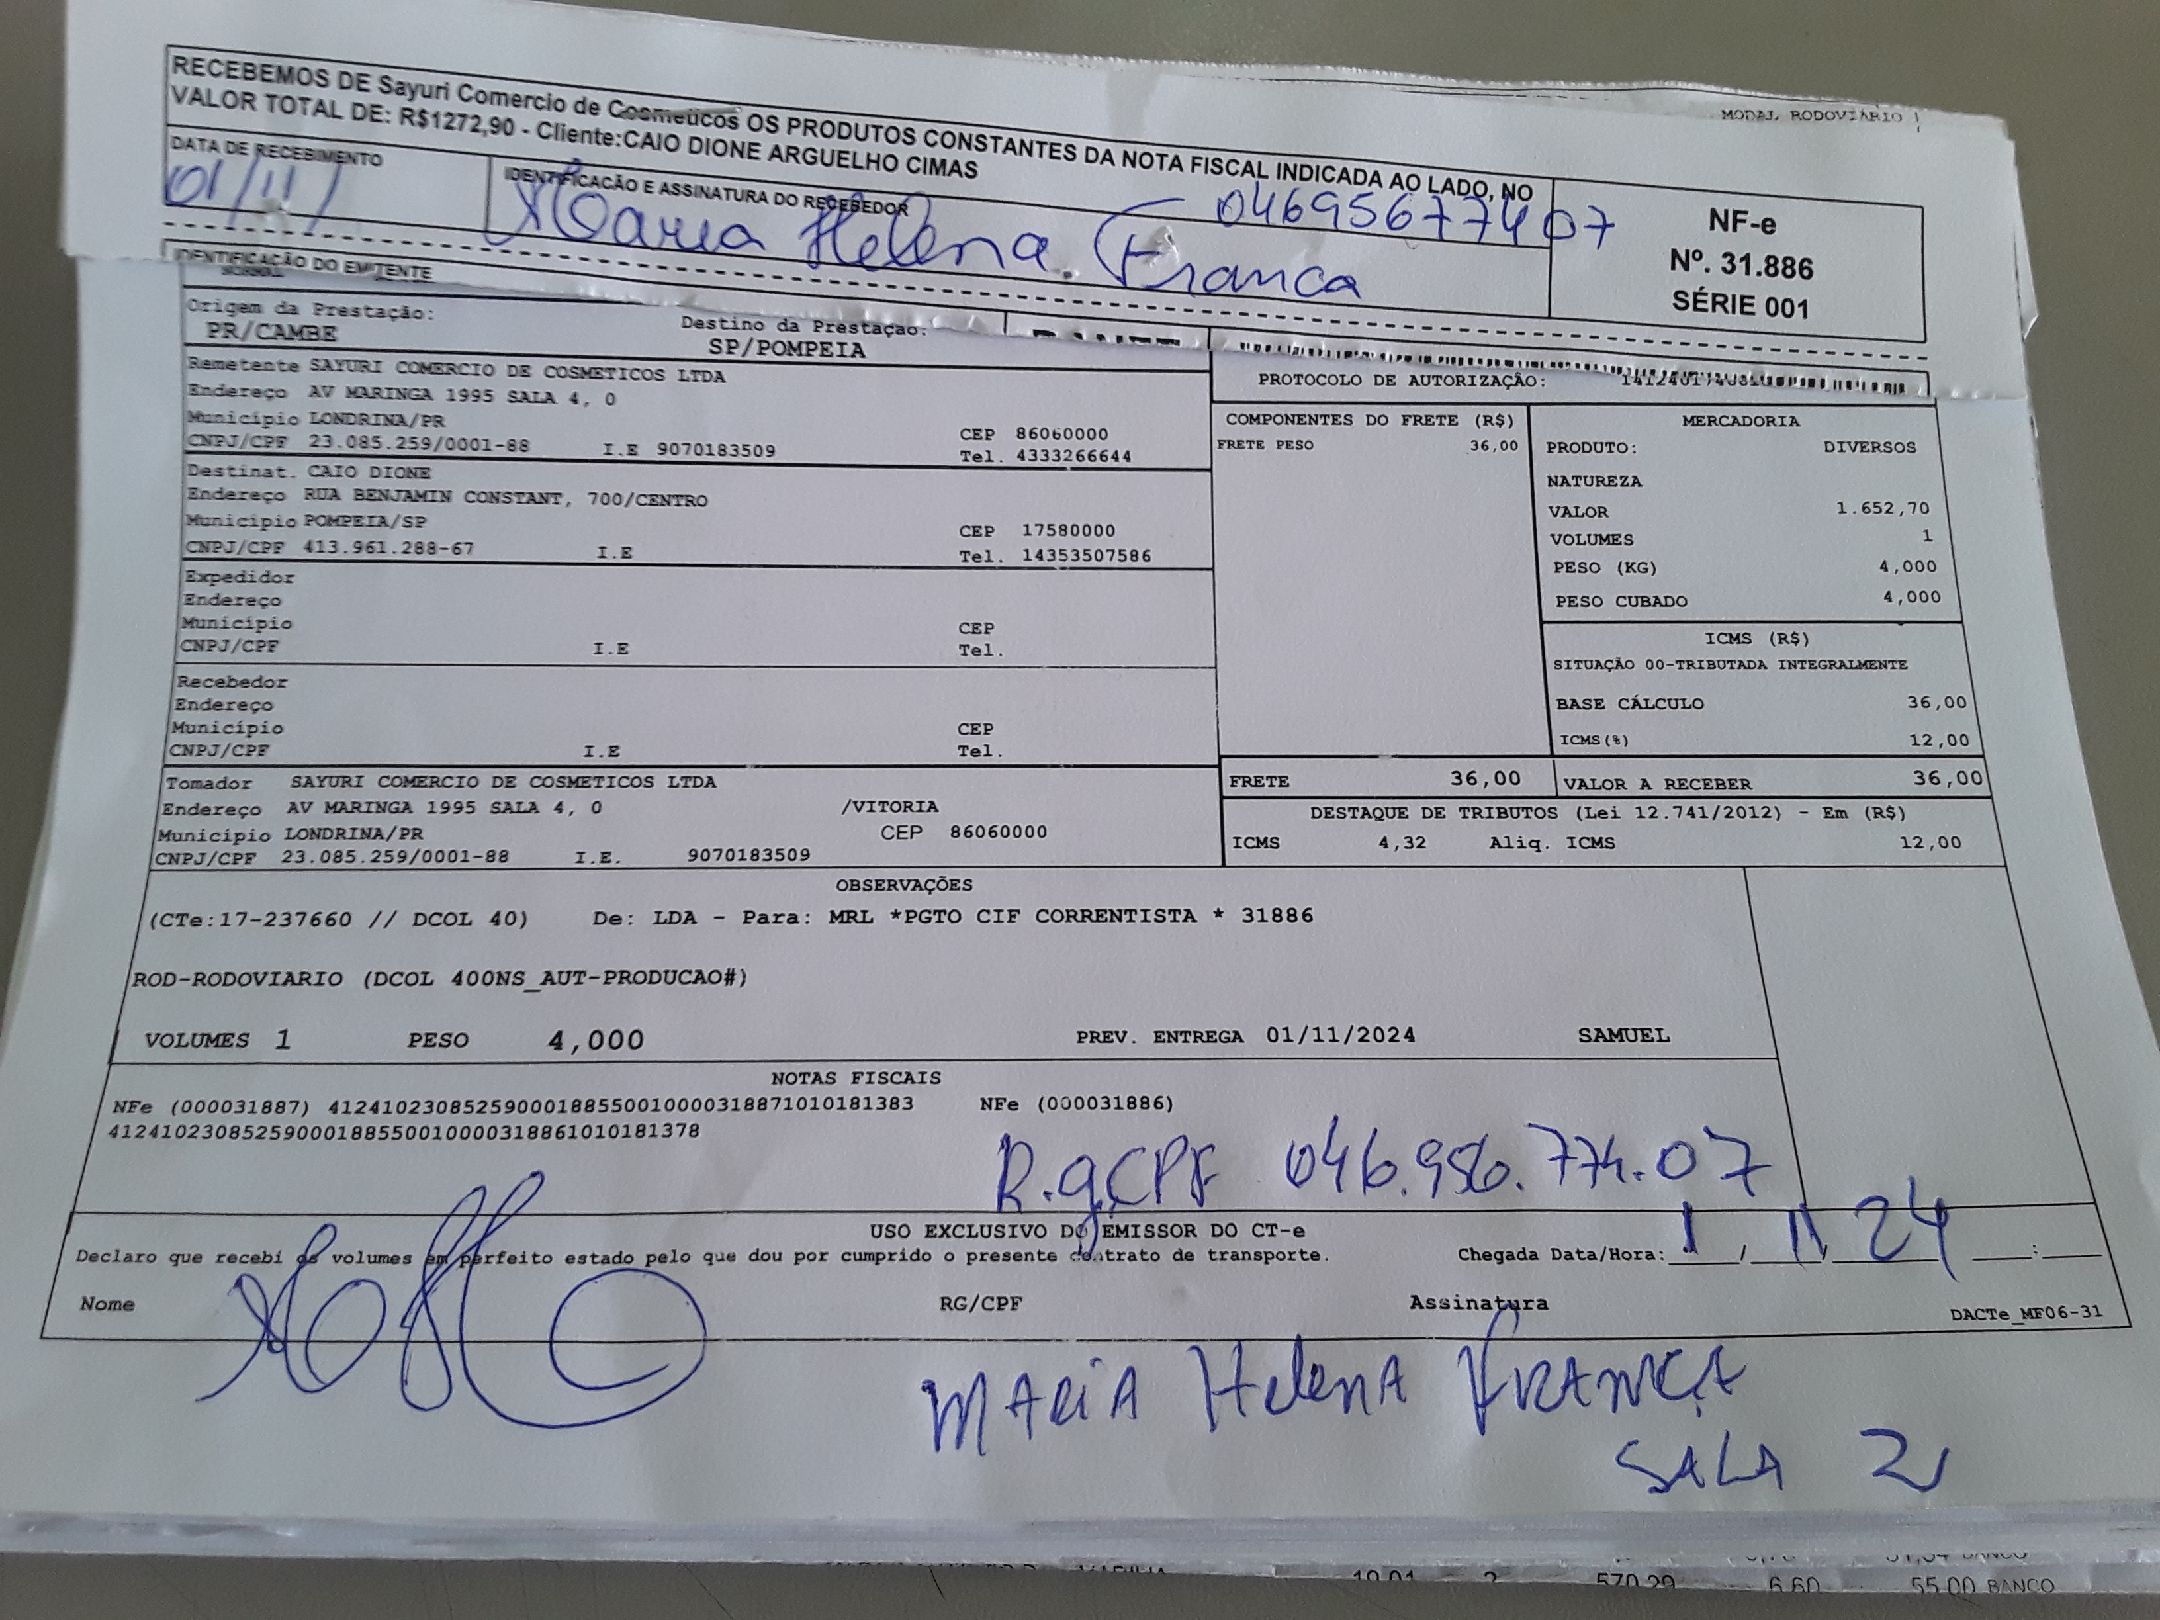 MODAL RODOVIÁRIO
RECEBEMOS DE Sayuri Comercio de Cosmeticos OS PRODUTOS CONSTANTES DA NOTA FISCAL INDICADA AO LADO, NO
VALOR TOTAL DE: R$1272,90 - Cliente:CAIO DIONE ARGUELHO CIMAS
DATA DE RECEBIMENTO
01/11/
IDENTIFICAÇÃO E ASSINATURA DO RECEBEDOR
04695677407
Maria Helena Franca
NF-e
Nº. 31.886
SÉRIE 001
IDENTIFICAÇÃO DO EMITENTE
Origem da Prestação:
PR/CAMBE
Destino da Prestação:
SP/POMPEIA
Remetente SAYURI COMERCIO DE COSMETICOS LTDA
Endereço AV MARINGA 1995 SALA 4, 0
Município LONDRINA/PR
CEP 86060000
CNPJ/CPF 23.085.259/0001-88 I.E 9070183509 Tel. 4333266644
Destinat. CAIO DIONE
Endereço RUA BENJAMIN CONSTANT, 700/CENTRO
Município POMPEIA/SP CEP 17580000
CNPJ/CPF 413.961.288-67 I.E Tel. 14353507586
Expedidor
Endereço
Município CEP
CNPJ/CPF I.E Tel.
Recebedor
Endereço
Município CEP
CNPJ/CPF I.E Tel.
Tomador SAYURI COMERCIO DE COSMETICOS LTDA
Endereço AV MARINGA 1995 SALA 4, 0 /VITORIA
Município LONDRINA/PR CEP 86060000
CNPJ/CPF 23.085.259/0001-88 I.E. 9070183509
PROTOCOLO DE AUTORIZAÇÃO:
COMPONENTES DO FRETE (R$)
FRETE PESO 36,00
MERCADORIA
PRODUTO: DIVERSOS
NATUREZA
VALOR 1.652,70
VOLUMES 1
PESO (KG) 4,000
PESO CUBADO 4,000
ICMS (R$)
SITUAÇÃO 00-TRIBUTADA INTEGRALMENTE
BASE CÁLCULO 36,00
ICMS(%) 12,00
FRETE 36,00 VALOR A RECEBER 36,00
DESTAQUE DE TRIBUTOS (Lei 12.741/2012) - Em (R$)
ICMS 4,32 Aliq. ICMS 12,00
OBSERVAÇÕES
(CTe:17-237660 // DCOL 40) De: LDA - Para: MRL *PGTO CIF CORRENTISTA * 31886
ROD-RODOVIARIO (DCOL 400NS_AUT-PRODUCAO#)
VOLUMES 1 PESO 4,000 PREV. ENTREGA 01/11/2024 SAMUEL
NOTAS FISCAIS
NFe (000031887) 41241023085259000188550010000318871010181383 NFe (000031886)
41241023085259000188550010000318861010181378
R.g CPF 046.956.774.07
USO EXCLUSIVO DO EMISSOR DO CT-e
Declaro que recebi os volumes em perfeito estado pelo que dou por cumprido o presente contrato de transporte. Chegada Data/Hora: 1/11/24 :
Nome RG/CPF Assinatura DACTe_MF06-31
MARIA Helena FRANÇA
SALA 21
19,01 2 570,29 6,60 55,00 BANCO